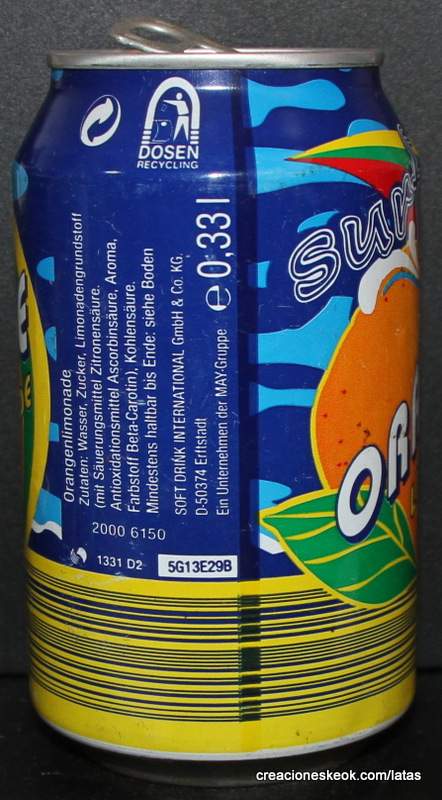 DOSEN
RECYCLING
Orangenlimonade
Zutaten: Wasser, Zucker, Limonadengrundstoff
(mit Säuerungsmittel Zitronensäure,
Antioxidationsmittel Ascorbinsäure, Aroma,
Farbstoff Beta-Carotin), Kohlensäure.
Mindestens haltbar bis Ende: siehe Boden
SOFT DRINK INTERNATIONAL GmbH & Co. KG,
D-50374 Erftstadt
Ein Unternehmen der MAY-Gruppe
e 0,33 l
2000 6150
1331 D2
5G13E29B
creacioneskeok.com/latas